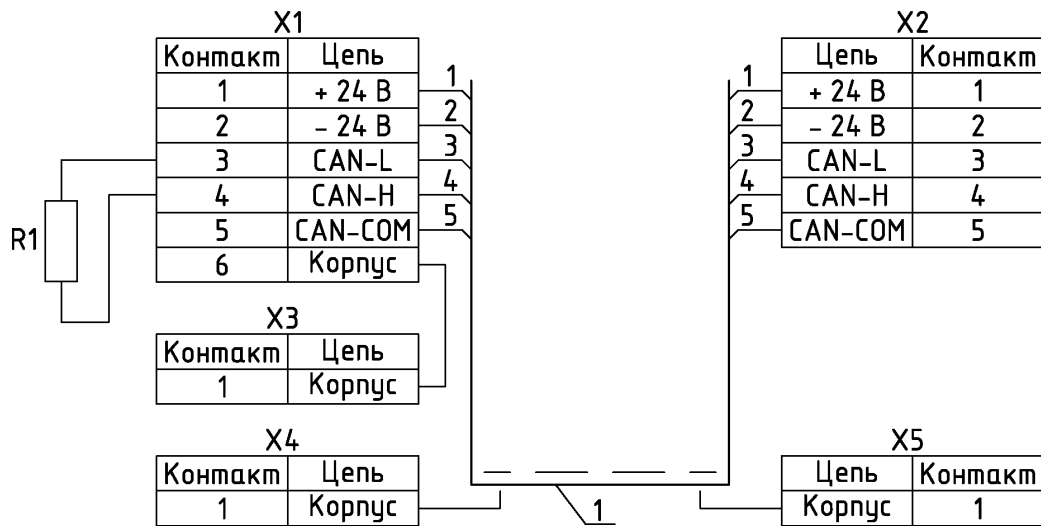 X1
Контакт Цепь
1 + 24 В 1
2 – 24 В 2
3 CAN-L 3
4 CAN-H 4
5 CAN-COM 5
6 Корпус
R1
X2
Цепь Контакт
1 + 24 В 1
2 – 24 В 2
3 CAN-L 3
4 CAN-H 4
5 CAN-COM 5
X3
Контакт Цепь
1 Корпус
X4
Контакт Цепь
1 Корпус
1
X5
Цепь Контакт
Корпус 1